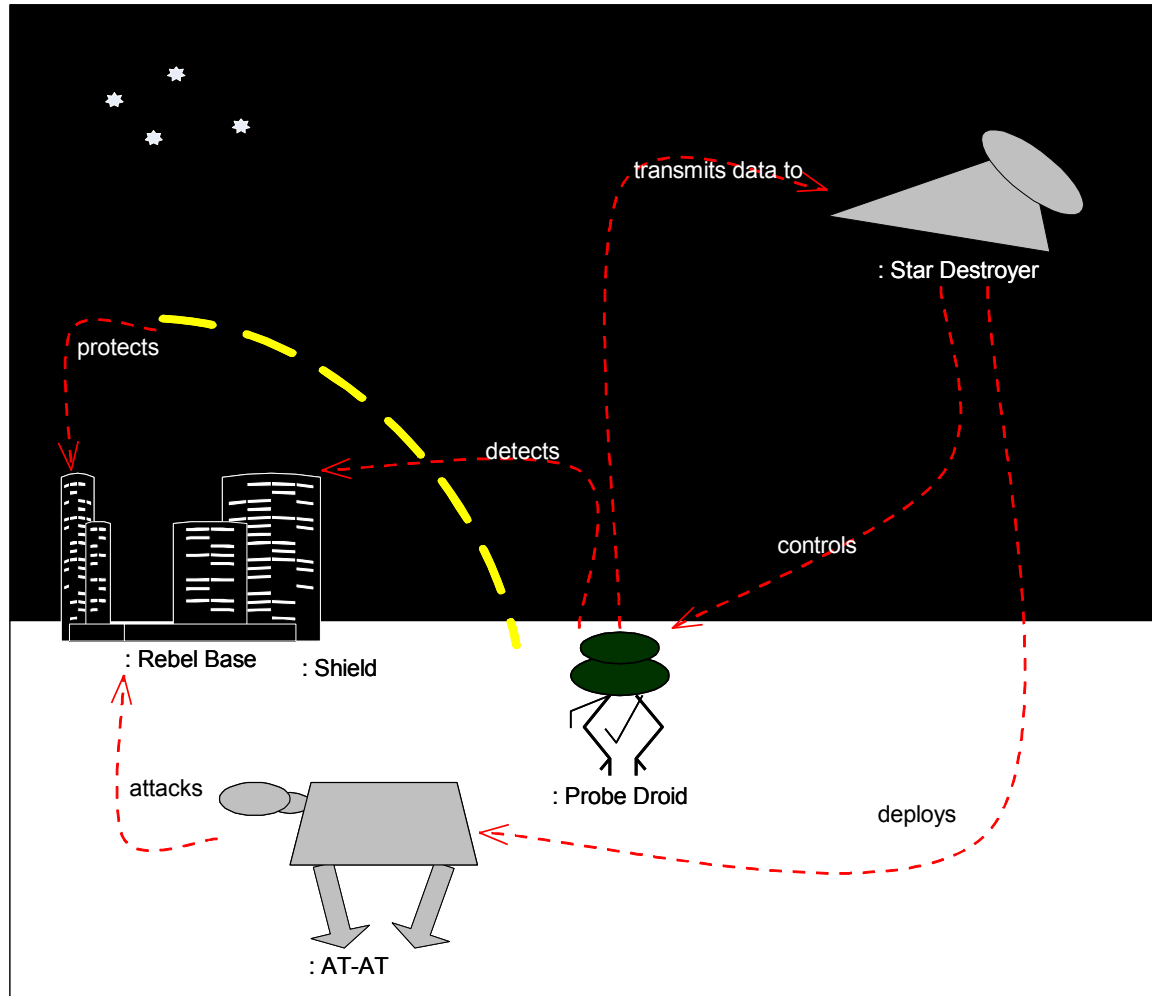 transmits data to
: Star Destroyer
protects
detects
controls
: Rebel Base
: Shield
attacks
: Probe Droid
deploys
: AT-AT